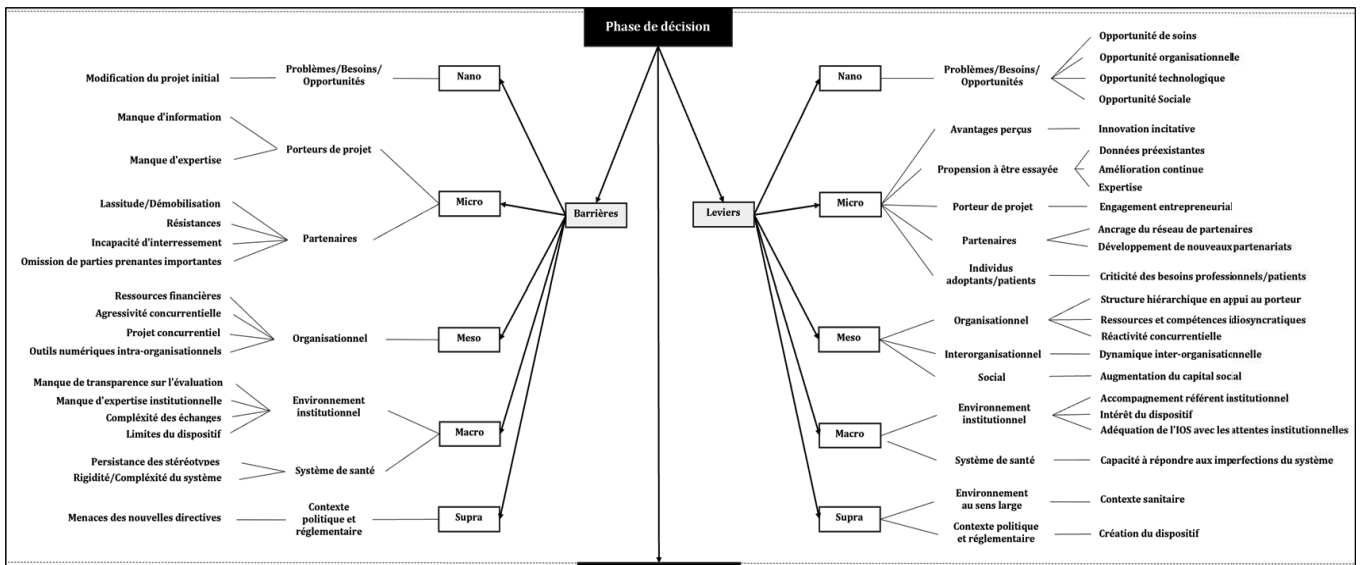 Phase de décision
Modification du projet initial
Problèmes/Besoins/
Opportunités
Nano
Manque d'information
Manque d'expertise
Porteurs de projet
Micro
Lassitude/Démobilisation
Résistances
Incapacité d'interressement
Omission de parties prenantes importantes
Partenaires
Barrières
Ressources financières
Agressivité concurrentielle
Projet concurrentiel
Outils numériques intra-organisationnels
Organisationnel
Meso
Manque de transparence sur l'évaluation
Manque d'expertise institutionnelle
Compléxité des échanges
Limites du dispositif
Environnement
institutionnel
Macro
Persistance des stéréotypes
Rigidité/Compléxité du système
Système de santé
Menaces des nouvelles directives
Contexte
politique et
réglementaire
Supra
Leviers
Nano
Problèmes/Besoins/
Opportunités
Opportunité de soins
Opportunité organisationnelle
Opportunité technologique
Opportunité Sociale
Micro
Avantages perçus
Innovation incitative
Propension à être essayée
Données préexistantes
Amélioration continue
Expertise
Porteur de projet
Engagement entrepreneurial
Partenaires
Ancrage du réseau de partenaires
Développement de nouveaux partenariats
Individus
adoptants/patients
Criticité des besoins professionnels/patients
Meso
Organisationnel
Structure hiérarchique en appui au porteur
Ressources et compétences idiosyncratiques
Réactivité concurrentielle
Interorganisationnel
Dynamique inter-organisationnelle
Social
Augmentation du capital social
Macro
Environnement
institutionnel
Accompagnement référent institutionnel
Intérêt du dispositif
Adéquation de l'IOS avec les attentes institutionnelles
Système de santé
Capacité à répondre aux imperfections du système
Supra
Environnement
au sens large
Contexte sanitaire
Contexte politique
et réglementaire
Création du dispositif